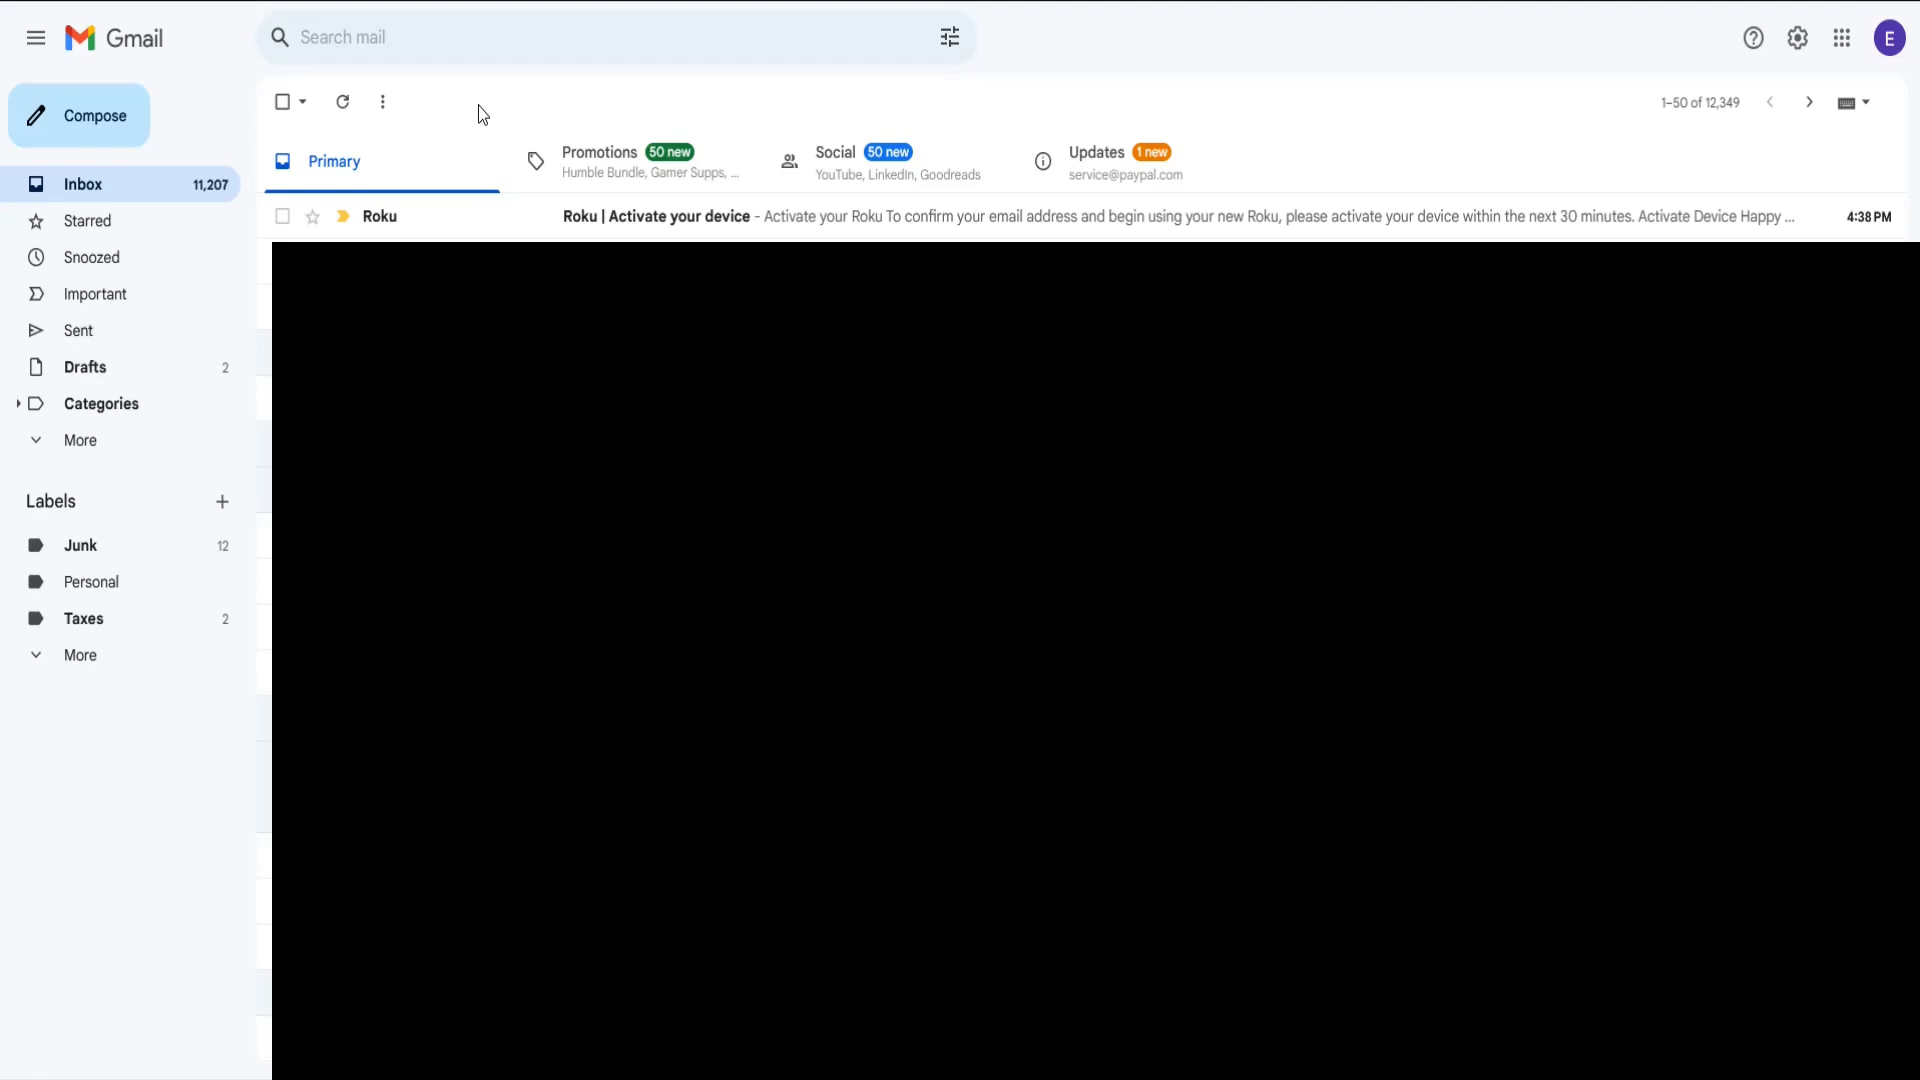 Gmail
Search mail
E
Compose
1–50 of 12,349
Primary
Promotions 50 new
Humble Bundle, Gamer Supps, ...
Social 50 new
YouTube, LinkedIn, Goodreads
Updates 1 new
service@paypal.com
Inbox 11,207
Roku Roku | Activate your device - Activate your Roku To confirm your email address and begin using your new Roku, please activate your device within the next 30 minutes. Activate Device Happy ... 4:38 PM
Starred
Snoozed
Important
Sent
Drafts 2
Categories
More
Labels +
Junk 12
Personal
Taxes 2
More